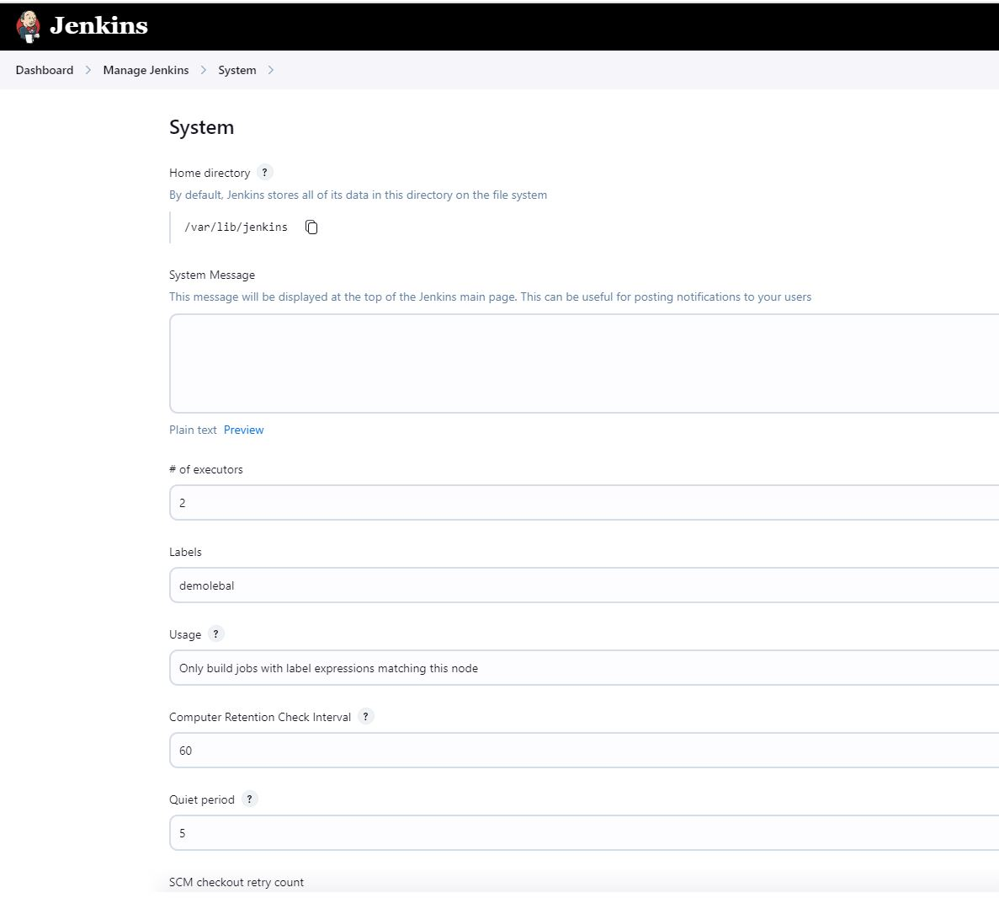 Jenkins
Dashboard > Manage Jenkins > System >
System
Home directory ?
By default, Jenkins stores all of its data in this directory on the file system
/var/lib/jenkins
System Message
This message will be displayed at the top of the Jenkins main page. This can be useful for posting notifications to your users
Plain text Preview
# of executors
2
Labels
demolebal
Usage ?
Only build jobs with label expressions matching this node
Computer Retention Check Interval ?
60
Quiet period ?
5
SCM checkout retry count